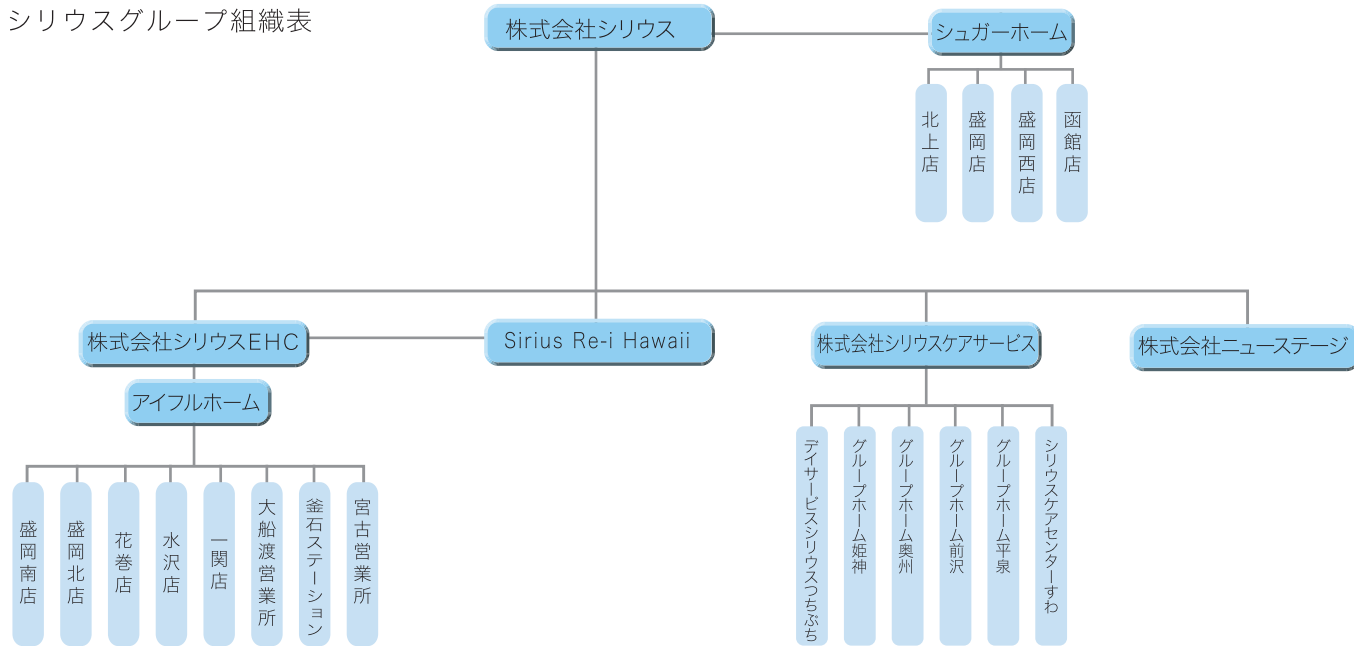 シリウスグループ組織表
株式会社シリウス
シュガーホーム
北上店
盛岡店
盛岡西店
函館店
株式会社シリウスEHC
Sirius Re-i Hawaii
株式会社シリウスケアサービス
株式会社ニューステージ
アイフルホーム
盛岡南店
盛岡北店
花巻店
水沢店
一関店
大船渡営業所
釜石ステーション
宮古営業所
デイサービスシリウスつちぶち
グループホーム姫神
グループホーム奥州
グループホーム前沢
グループホーム平泉
シリウスケアセンターすわ